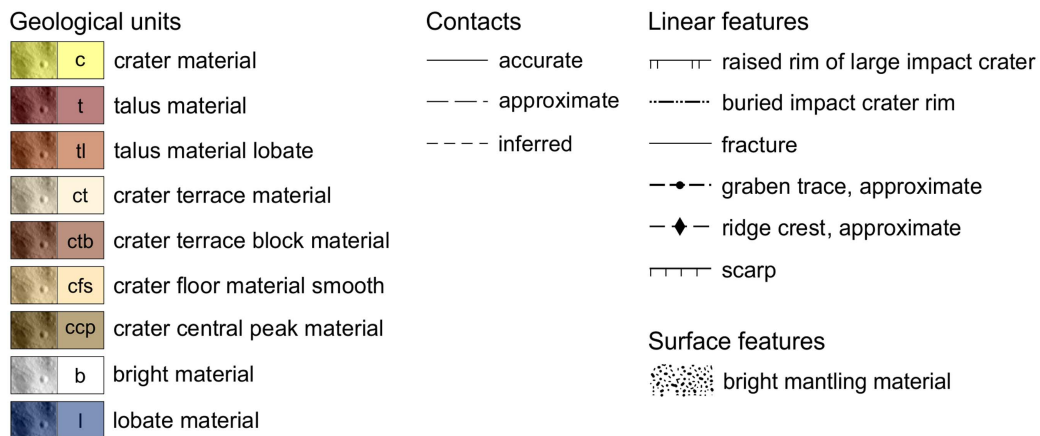 Geological units
c crater material
t talus material
tl talus material lobate
ct crater terrace material
ctb crater terrace block material
cfs crater floor material smooth
ccp crater central peak material
b bright material
l lobate material
Contacts
accurate
approximate
inferred
Linear features
raised rim of large impact crater
buried impact crater rim
fracture
graben trace, approximate
ridge crest, approximate
scarp
Surface features
bright mantling material